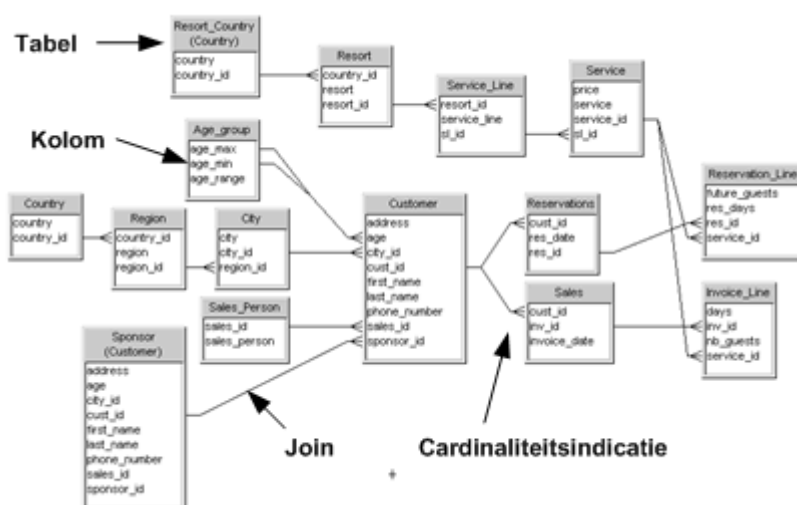 Tabel
Resort_Country
(Country)
country
country_id
Resort
country_id
resort
resort_id
Service_Line
resort_id
service_line
sl_id
Service
price
service
service_id
sl_id
Kolom
Age_group
age_max
age_min
age_range
Country
country
country_id
Region
country_id
region
region_id
City
city
city_id
region_id
Customer
address
age
city_id
cust_id
first_name
last_name
phone_number
sales_id
sponsor_id
Reservations
cust_id
res_date
res_id
Reservation_Line
future_guests
res_days
res_id
service_id
Sales_Person
sales_id
sales_person
Sales
cust_id
inv_id
invoice_date
Invoice_Line
days
inv_id
nb_guests
service_id
Sponsor
(Customer)
address
age
city_id
cust_id
first_name
last_name
phone_number
sales_id
sponsor_id
Join
Cardinaliteitsindicatie
+